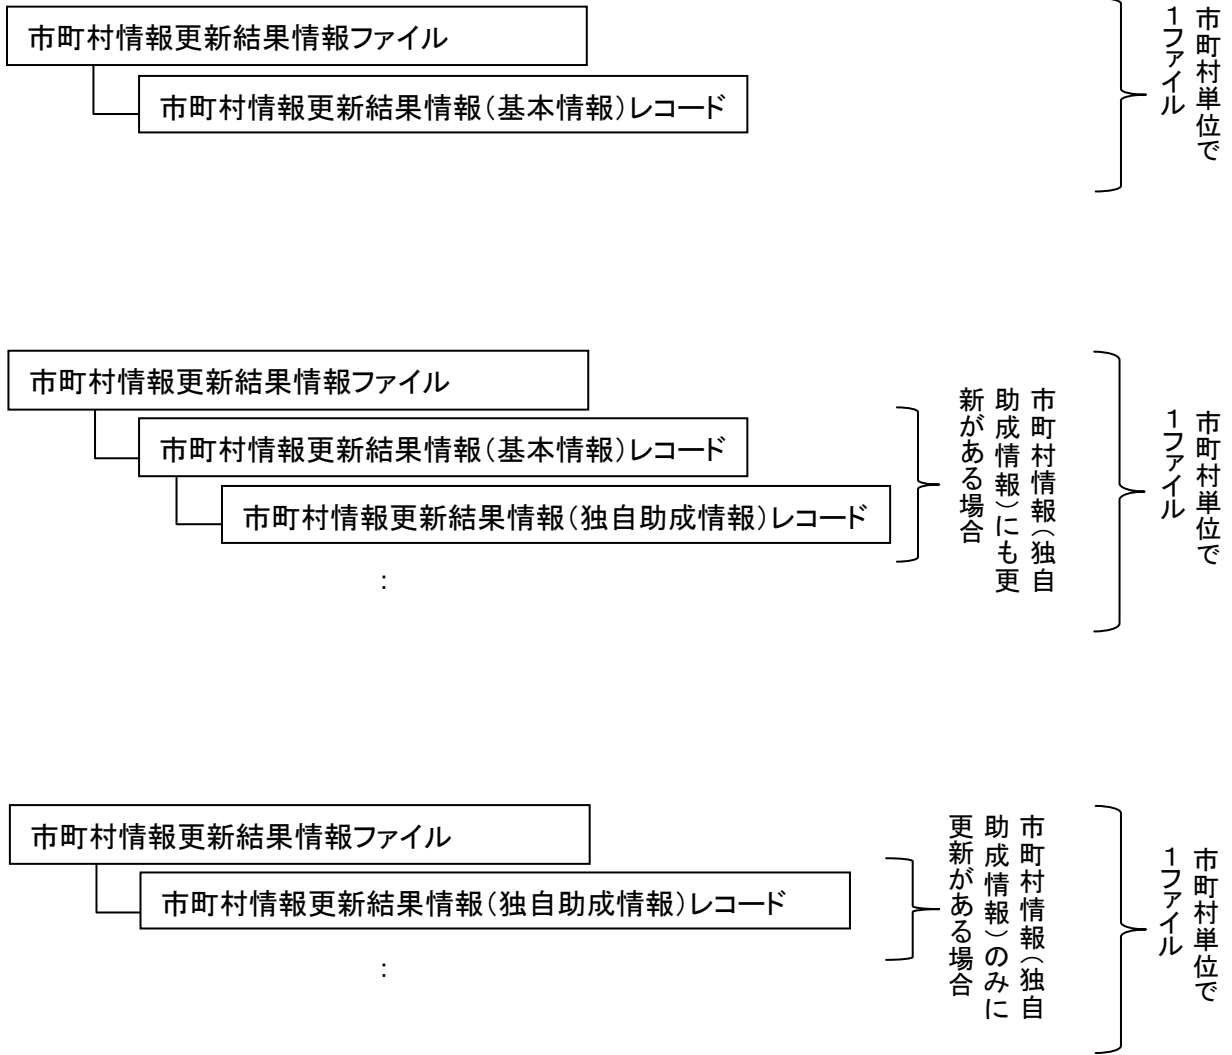 市町村情報更新結果情報ファイル
市町村情報更新結果情報(基本情報)レコード
市町村単位で
1ファイル
市町村情報更新結果情報ファイル
市町村情報更新結果情報(基本情報)レコード
市町村情報更新結果情報(独自助成情報)レコード
:
市町村情報(独自
助成情報)にも更
新がある場合
市町村単位で
1ファイル
市町村情報更新結果情報ファイル
市町村情報更新結果情報(独自助成情報)レコード
:
市町村情報(独自
助成情報)のみに
更新がある場合
市町村単位で
1ファイル